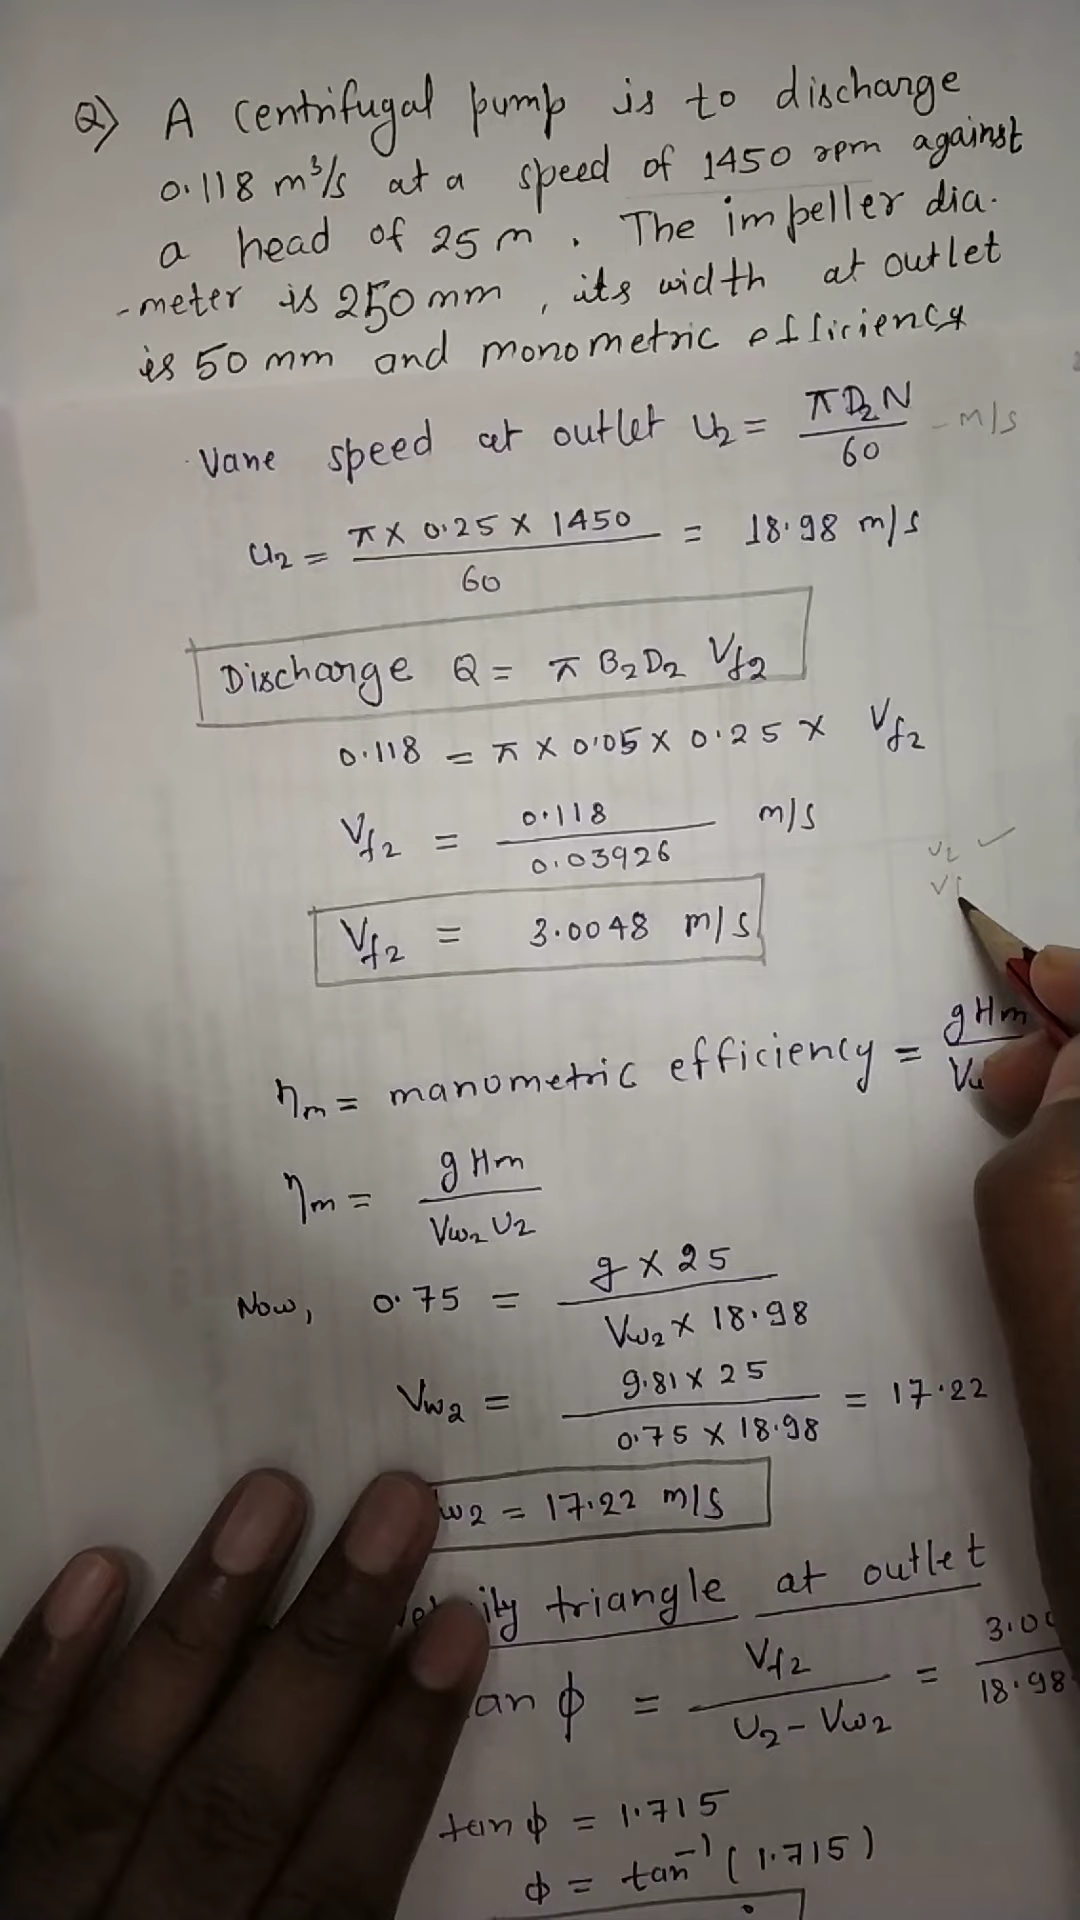 Q) A centrifugal pump is to discharge
0.118 m³/s at a speed of 1450 rpm against
a head of 25 m. The impeller dia.
-meter is 250 mm, its width at outlet
is 50 mm and monometric efficiency
Vane speed at outlet U₂ = πD₂N / 60 - m/s
U₂ = π × 0.25 × 1450 / 60 = 18.98 m/s
Discharge Q = π B₂D₂ Vf₂
0.118 = π × 0.05 × 0.25 × Vf₂
Vf₂ = 0.118 / 0.03926 m/s
U₂ ✓
Vf₂ = 3.0048 m/s
ηm = manometric efficiency = gHm
ηm = gHm / Vw₂ U₂
Now, 0.75 = g × 25 / Vw₂ × 18.98
Vw₂ = 9.81 × 25 / 0.75 × 18.98 = 17.22
w₂ = 17.22 m/s
triangle at outlet
an φ = Vf₂ / U₂ - Vw₂ = 3.0 / 18.98
tan φ = 1.715
φ = tan⁻¹ (1.715)